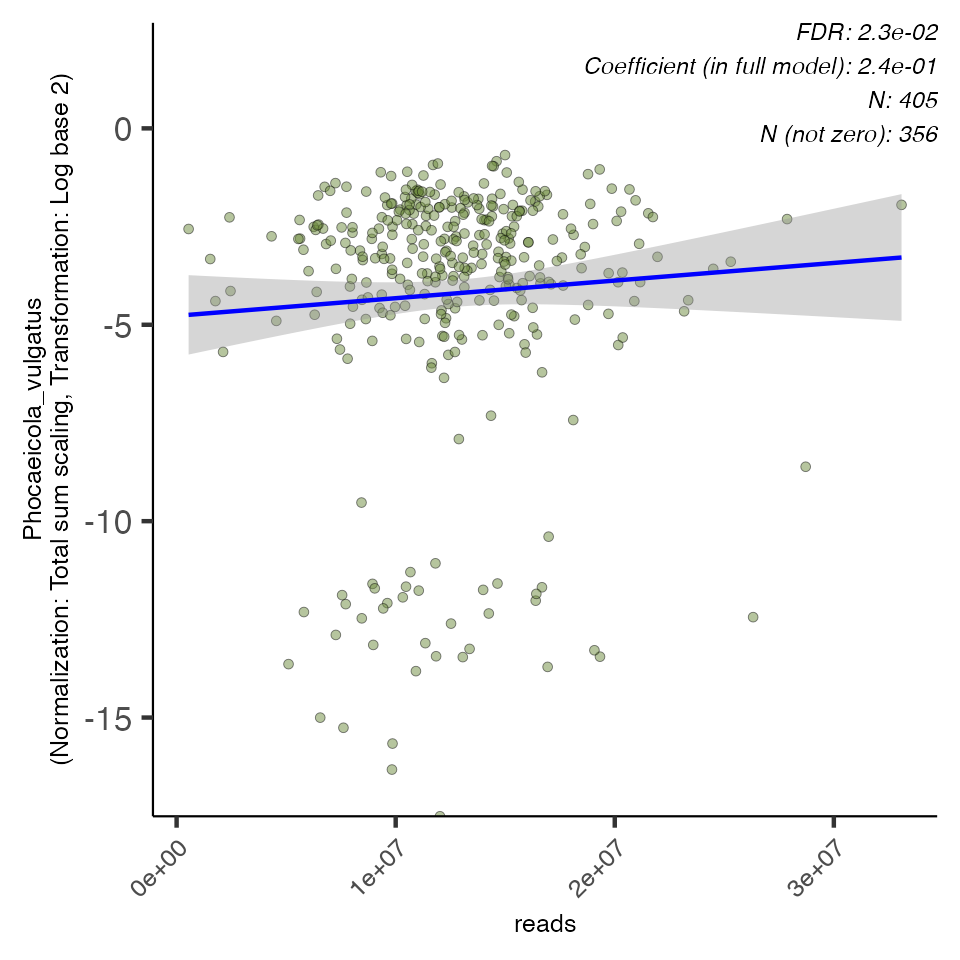 FDR: 2.3e-02
Coefficient (in full model): 2.4e-01
N: 405
N (not zero): 356
Phocaeicola_vulgatus
(Normalization: Total sum scaling, Transformation: Log base 2)
0
-5
-10
-15
0e+00
1e+07
2e+07
3e+07
reads